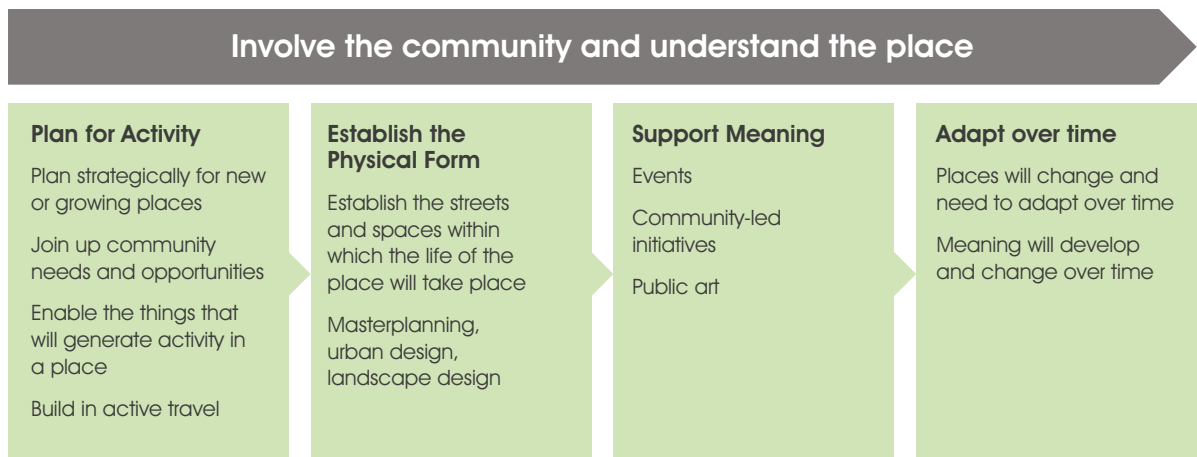 Involve the community and understand the place
Plan for Activity
Plan strategically for new
or growing places
Join up community
needs and opportunities
Enable the things that
will generate activity in
a place
Build in active travel
Establish the
Physical Form
Establish the streets
and spaces within
which the life of the
place will take place
Masterplanning,
urban design,
landscape design
Support Meaning
Events
Community-led
initiatives
Public art
Adapt over time
Places will change and
need to adapt over time
Meaning will develop
and change over time